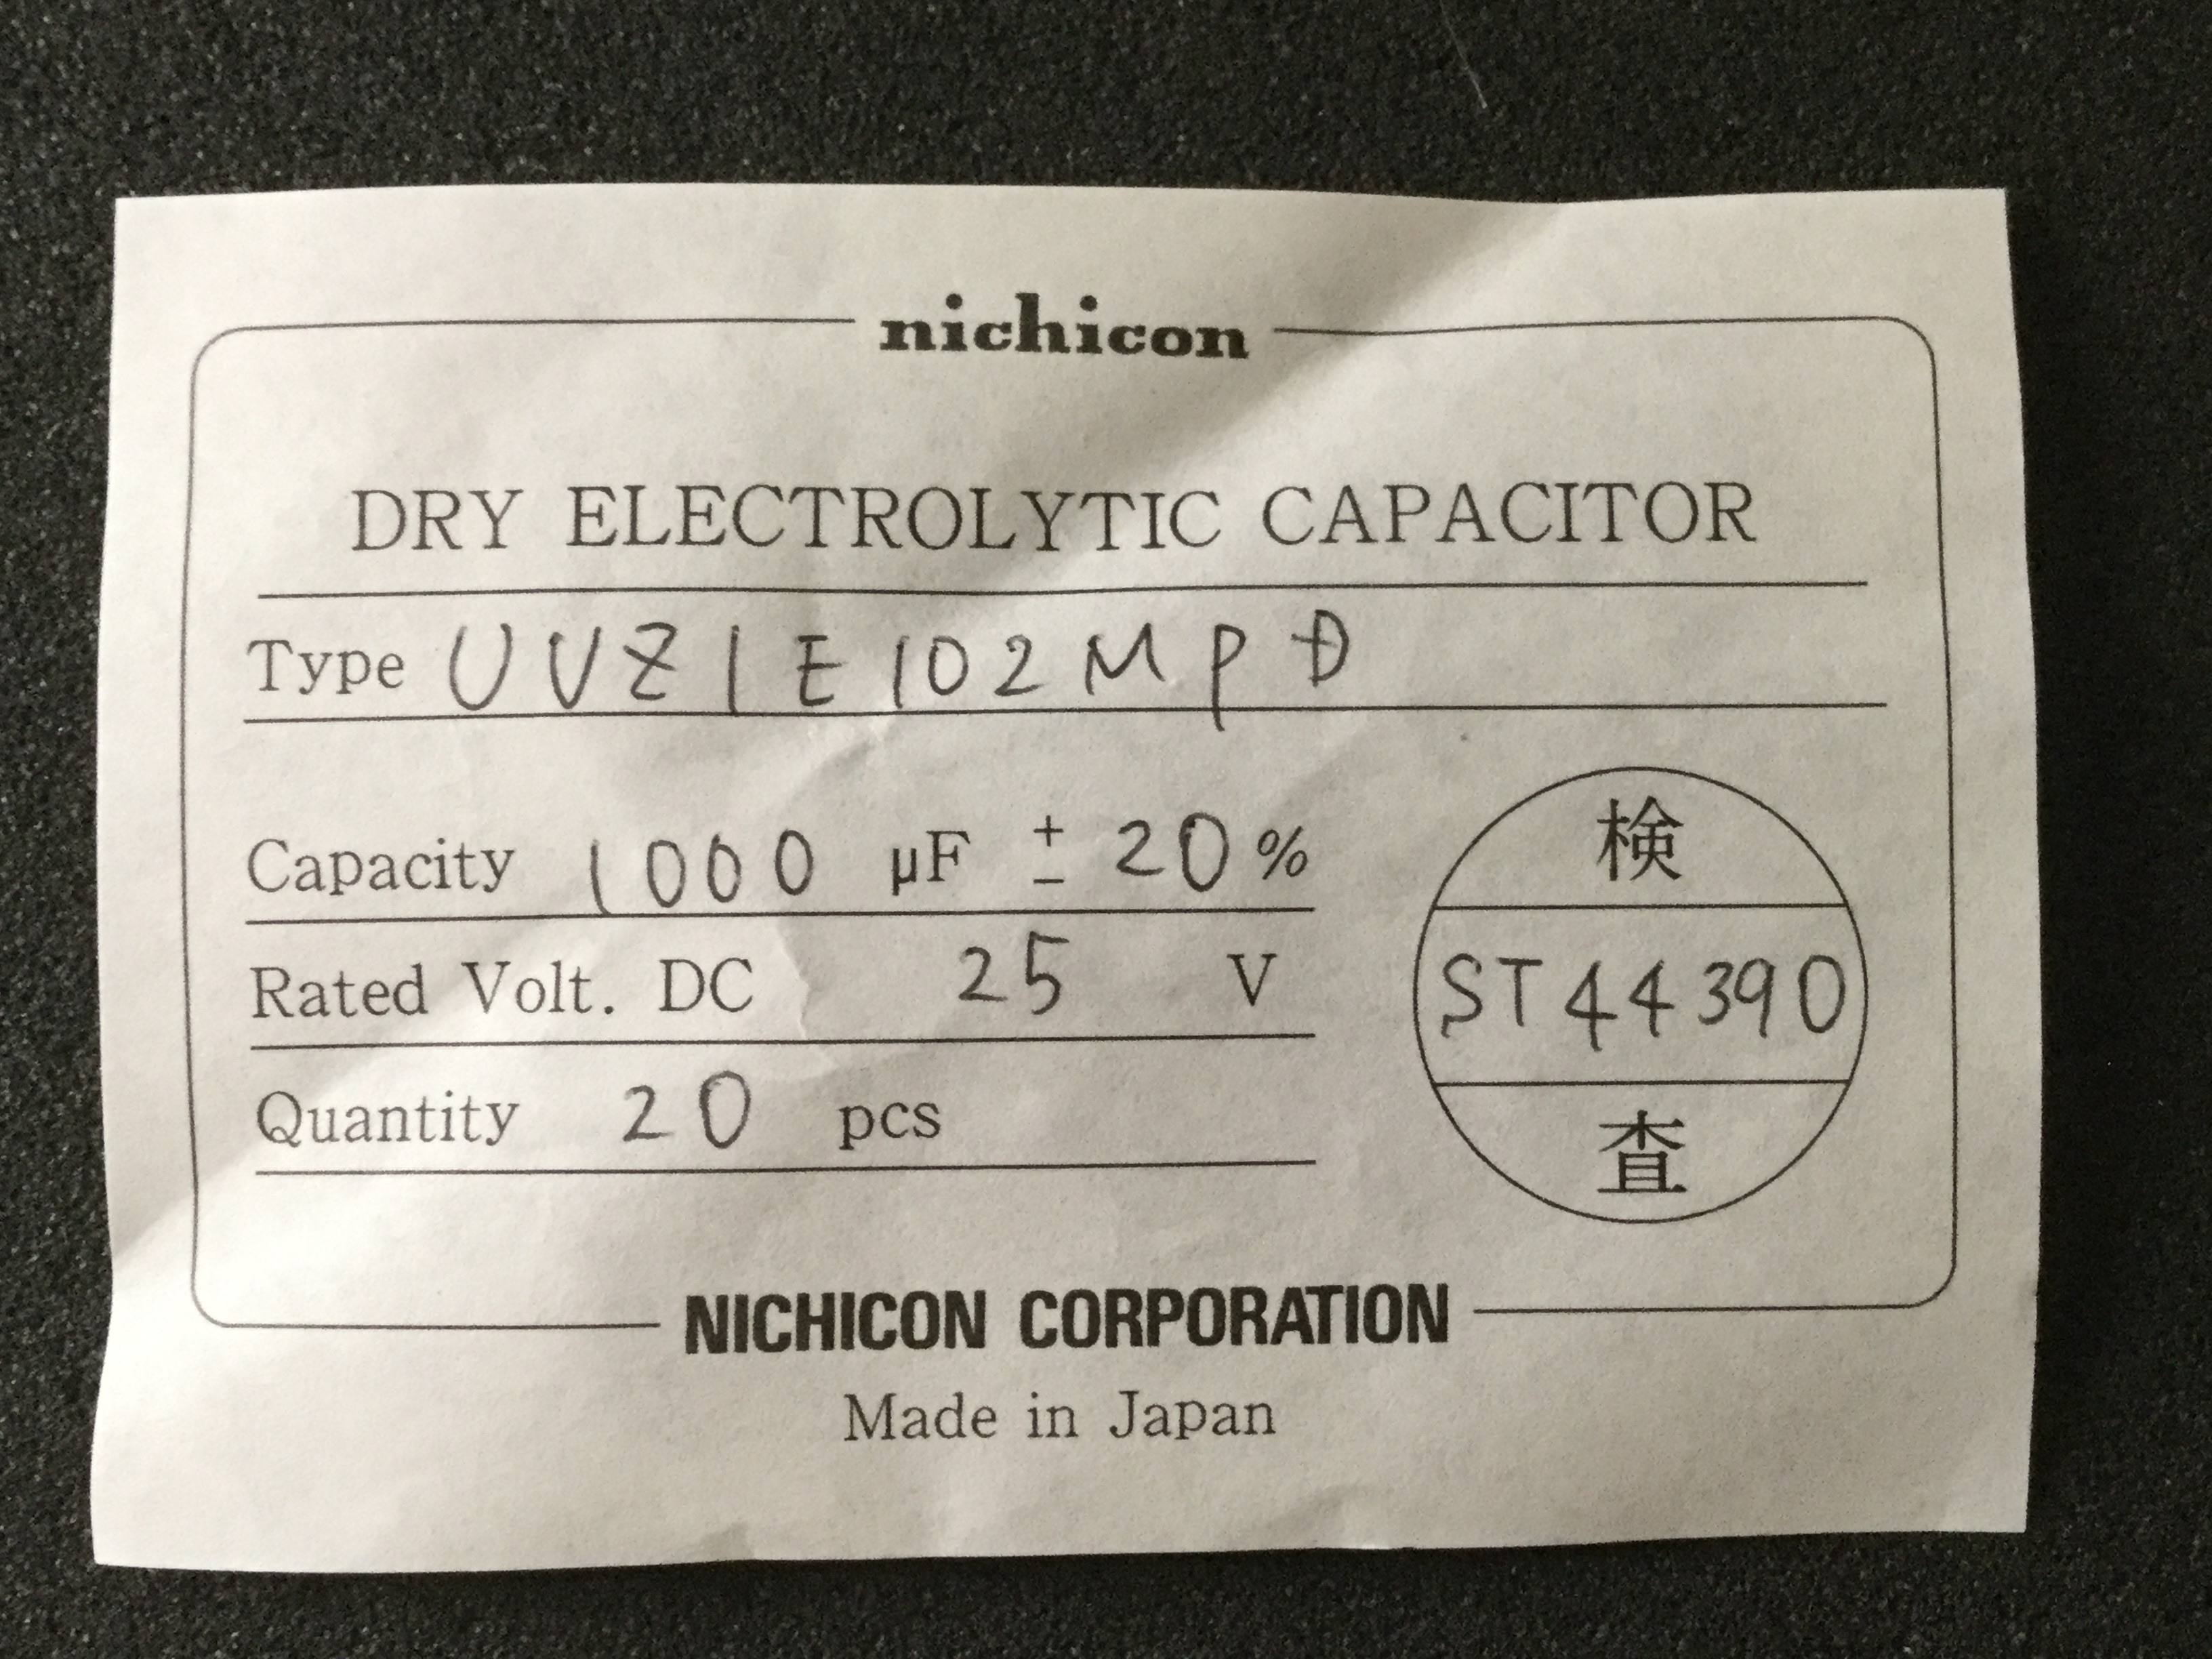 nichicon
DRY ELECTROLYTIC CAPACITOR
Type UVZ1E102MPD
Capacity 1000 µF ± 20 %
Rated Volt. DC 25 V
Quantity 20 pcs
検
ST44390
査
NICHICON CORPORATION
Made in Japan